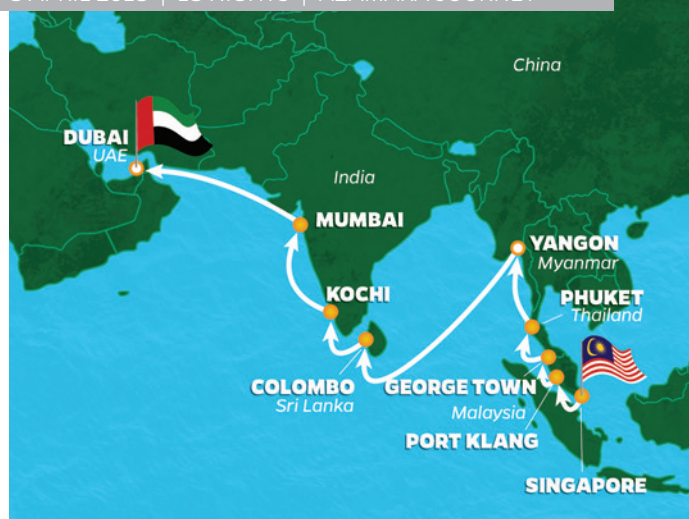 China
DUBAI
UAE
India
MUMBAI
YANGON
Myanmar
PHUKET
Thailand
KOCHI
COLOMBO
Sri Lanka
GEORGE TOWN
Malaysia
PORT KLANG
SINGAPORE